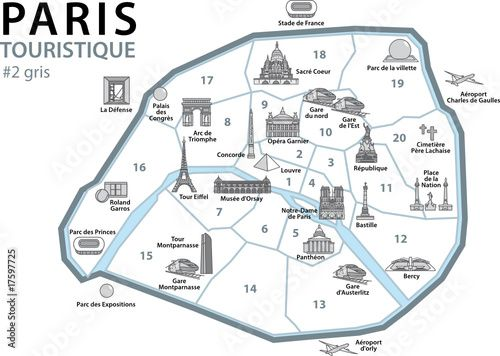 PARIS
TOURISTIQUE
#2 gris
Stade de France
La Défense
Palais
des
Congrès
17
18
Sacré Coeur
Parc de la villette
19
Aéroport
Charles de Gaulles
Arc de
Triomphe
8
9
Opéra Garnier
Gare
du nord
Gare
de l'Est
10
20
Cimetière
Père Lachaise
Concorde
2
3
République
Louvre
16
Tour Eiffel
Musée d'Orsay
1
4
11
Place
de la
Nation
Roland
Garros
7
Notre-Dame
de Paris
Bastille
Parc des Princes
Tour
Montparnasse
15
6
5
Panthéon
12
Gare
Montparnasse
Gare
d'Austerlitz
Bercy
Parc des Expositions
14
13
Aéroport
d'orly
Adobe Stock | #17597725